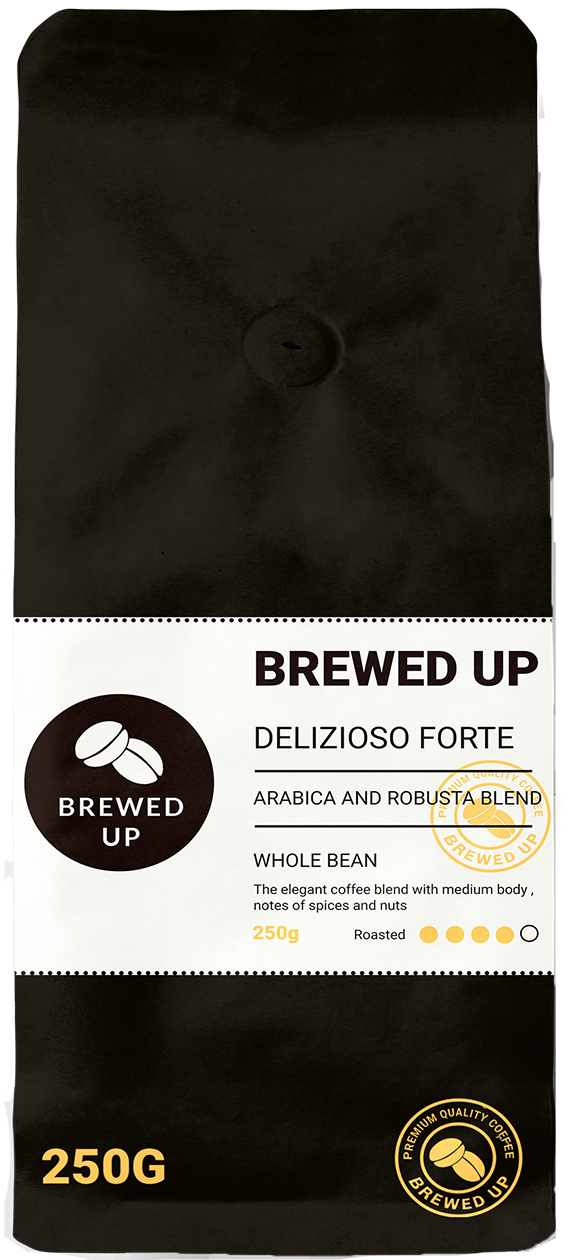 BREWED UP
DELIZIOSO FORTE
ARABICA AND ROBUSTA BLEND
PREMIUM QUALITY COFFEE
BREWED UP
BREWED
UP
WHOLE BEAN
The elegant coffee blend with medium body ,
notes of spices and nuts
250g
Roasted
250G
PREMIUM QUALITY COFFEE
BREWED UP